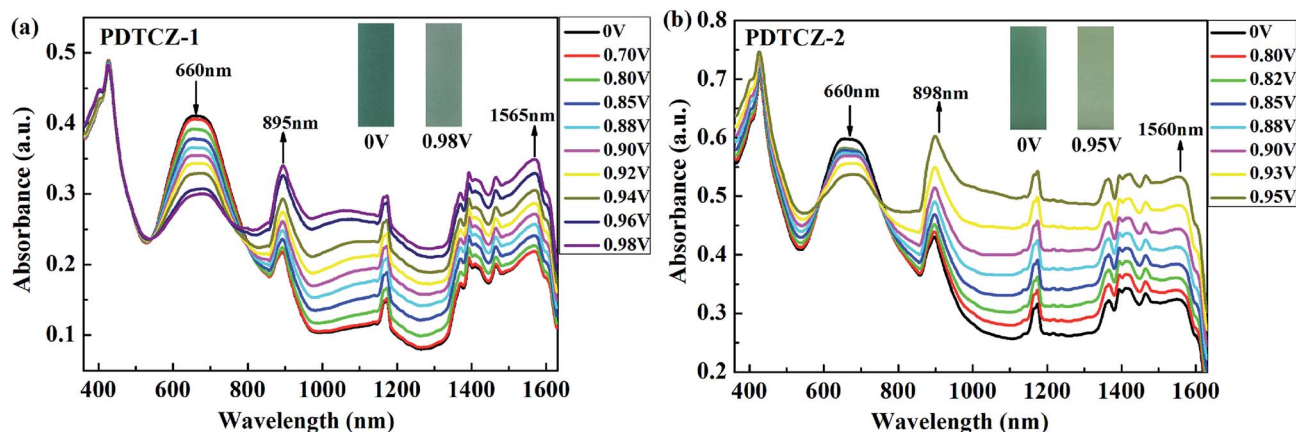 (a)
PDTCZ-1
660nm
895nm
1565nm
0V
0.98V
0V
0.70V
0.80V
0.85V
0.88V
0.90V
0.92V
0.94V
0.96V
0.98V
0.5
0.4
0.3
0.2
0.1
Absorbance (a.u.)
400 600 800 1000 1200 1400 1600
Wavelength (nm)
(b)
PDTCZ-2
660nm
898nm
1560nm
0V
0.95V
0V
0.80V
0.82V
0.85V
0.88V
0.90V
0.93V
0.95V
0.8
0.7
0.6
0.5
0.4
0.3
0.2
Absorbance (a.u.)
400 600 800 1000 1200 1400 1600
Wavelength (nm)